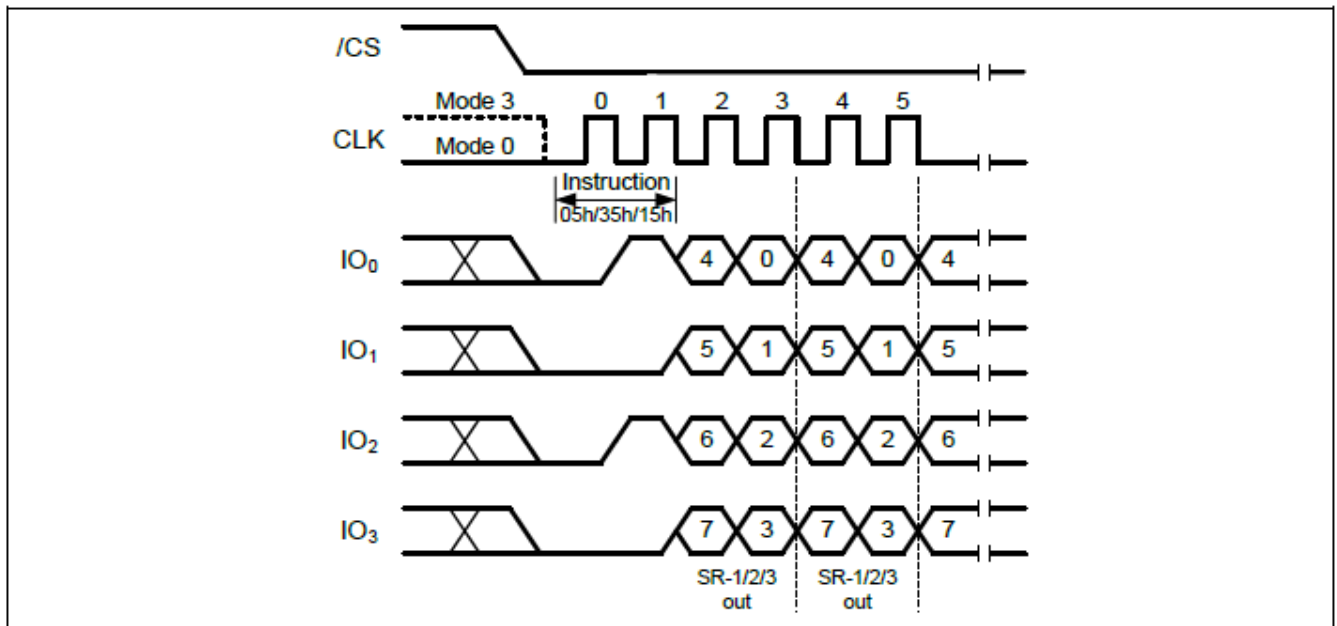 /CS
Mode 3 0 1 2 3 4 5
CLK
Mode 0
Instruction
05h/35h/15h
IO₀ 4 0 4 0 4
IO₁ 5 1 5 1 5
IO₂ 6 2 6 2 6
IO₃ 7 3 7 3 7
SR-1/2/3 SR-1/2/3
out out